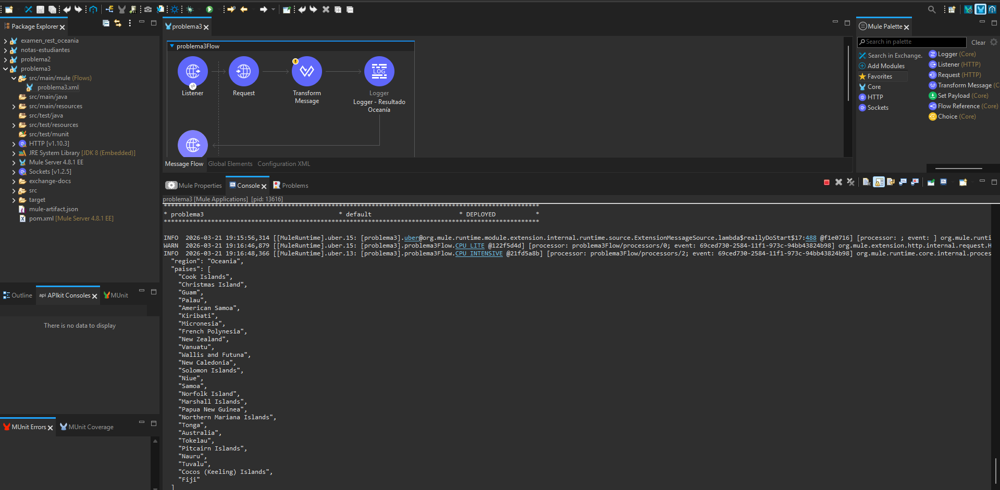 Package Explorer
examen_rest_oceania
notas-estudiantes
problema2
problema3
src/main/mule (Flows)
problema3.xml
src/main/java
src/main/resources
src/test/java
src/test/resources
src/test/munit
HTTP [v1.10.3]
JRE System Library [JDK 8 (Embedded)]
Mule Server 4.8.1 EE
Sockets [v1.2.5]
exchange-docs
src
target
mule-artifact.json
pom.xml [Mule Server 4.8.1 EE]
Outline
api APIkit Consoles
MUnit
There is no data to display
MUnit Errors
MUnit Coverage
problema3
problema3Flow
Listener
Request
Transform
Message
LOG
Logger
Logger - Resultado
Oceanía
Message Flow Global Elements Configuration XML
Mule Palette
Search in palette
Clear
Search in Exchange.
Add Modules
Favorites
Core
HTTP
Sockets
Logger (Core)
Listener (HTTP)
Request (HTTP)
Transform Message (C
Set Payload (Core)
Flow Reference (Core)
Choice (Core)
Mule Properties
Console
Problems
problema3 [Mule Applications] [pid: 13616]
* problema3 * default * DEPLOYED *
INFO 2026-03-21 19:15:56,314 [[MuleRuntime].uber.15: [problema3].uber@org.mule.runtime.module.extension.internal.runtime.source.ExtensionMessageSource.lambda$reallyDoStart$17:488 @f1e0716] [processor: ; event: ] org.mule.runti
WARN 2026-03-21 19:16:46,879 [[MuleRuntime].uber.15: [problema3].problema3Flow.CPU_LITE @122f5d4d] [processor: problema3Flow/processors/0; event: 69ced730-2584-11f1-973c-94bb43824b98] org.mule.extension.http.internal.request.H
INFO 2026-03-21 19:16:48,366 [[MuleRuntime].uber.13: [problema3].problema3Flow.CPU_INTENSIVE @21fd5a8b] [processor: problema3Flow/processors/2; event: 69ced730-2584-11f1-973c-94bb43824b98] org.mule.runtime.core.internal.proces
"region": "Oceania",
"paises": [
"Cook Islands",
"Christmas Island",
"Guam",
"Palau",
"American Samoa",
"Kiribati",
"Micronesia",
"French Polynesia",
"New Zealand",
"Vanuatu",
"Wallis and Futuna",
"New Caledonia",
"Solomon Islands",
"Niue",
"Samoa",
"Norfolk Island",
"Marshall Islands",
"Papua New Guinea",
"Northern Mariana Islands",
"Tonga",
"Australia",
"Tokelau",
"Pitcairn Islands",
"Nauru",
"Tuvalu",
"Cocos (Keeling) Islands",
"Fiji"
]